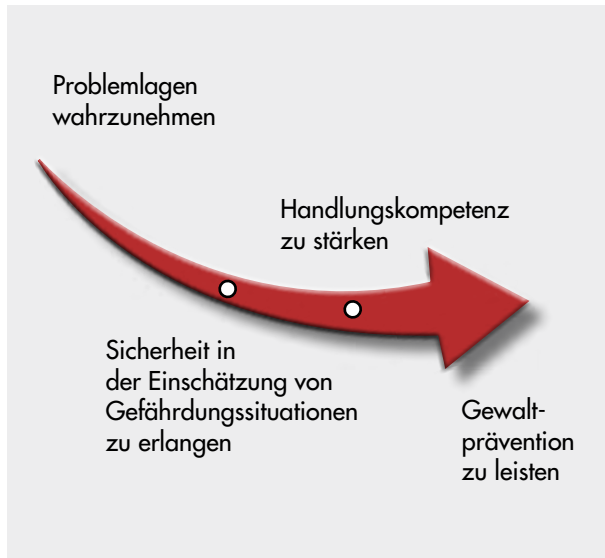 Problemlagen
wahrzunehmen
Sicherheit in
der Einschätzung von
Gefährdungssituationen
zu erlangen
Handlungskompetenz
zu stärken
Gewalt-
prävention
zu leisten